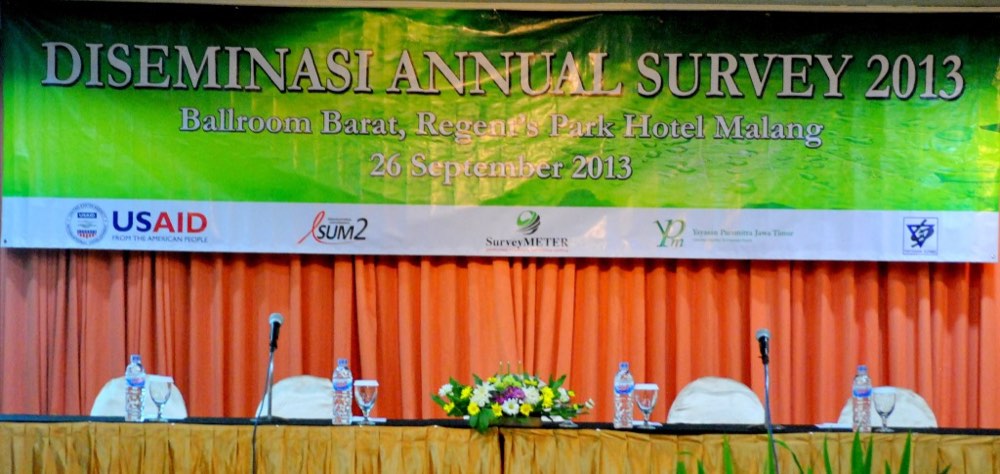 DISEMINASI ANNUAL SURVEY 2013
Ballroom Barat, Regent's Park Hotel Malang
26 September 2013
USAID
FROM THE AMERICAN PEOPLE
SUM2
SurveyMETER
YPm
Yayasan Paramitra Jawa Timur